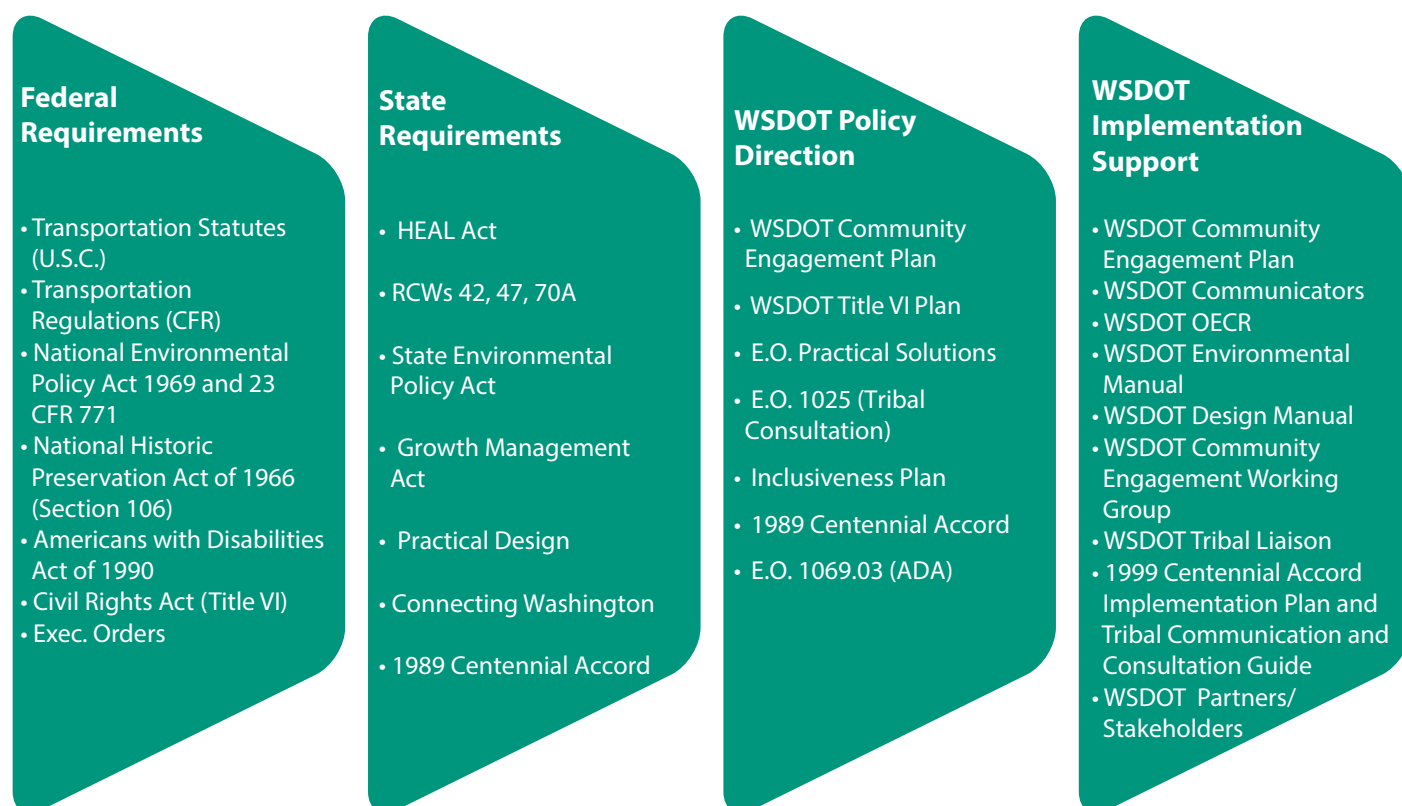 Federal
Requirements
• Transportation Statutes
(U.S.C.)
• Transportation
Regulations (CFR)
• National Environmental
Policy Act 1969 and 23
CFR 771
• National Historic
Preservation Act of 1966
(Section 106)
• Americans with Disabilities
Act of 1990
• Civil Rights Act (Title VI)
• Exec. Orders
State
Requirements
• HEAL Act
• RCWs 42, 47, 70A
• State Environmental
Policy Act
• Growth Management
Act
• Practical Design
• Connecting Washington
• 1989 Centennial Accord
WSDOT Policy
Direction
• WSDOT Community
Engagement Plan
• WSDOT Title VI Plan
• E.O. Practical Solutions
• E.O. 1025 (Tribal
Consultation)
• Inclusiveness Plan
• 1989 Centennial Accord
• E.O. 1069.03 (ADA)
WSDOT
Implementation
Support
• WSDOT Community
Engagement Plan
• WSDOT Communicators
• WSDOT OECR
• WSDOT Environmental
Manual
• WSDOT Design Manual
• WSDOT Community
Engagement Working
Group
• WSDOT Tribal Liaison
• 1999 Centennial Accord
Implementation Plan and
Tribal Communication and
Consultation Guide
• WSDOT Partners/
Stakeholders